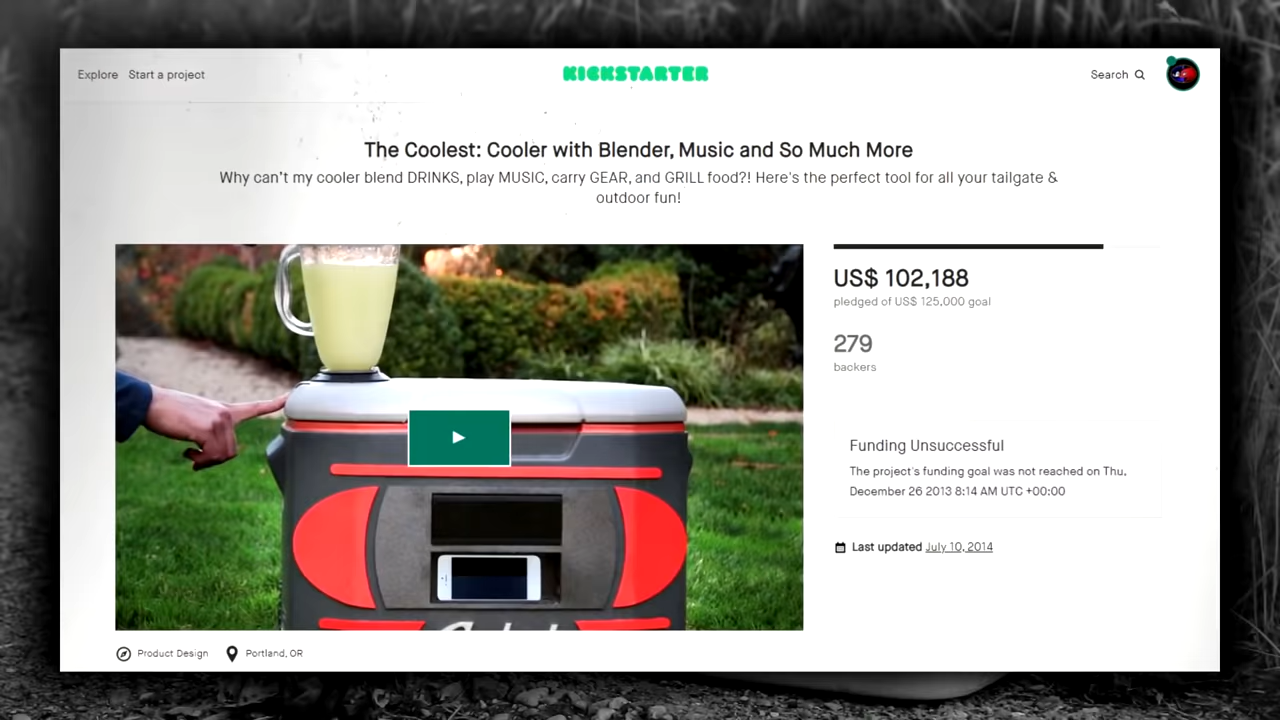 Explore Start a project
KICKSTARTER
Search
The Coolest: Cooler with Blender, Music and So Much More
Why can't my cooler blend DRINKS, play MUSIC, carry GEAR, and GRILL food?! Here's the perfect tool for all your tailgate &
outdoor fun!
US$ 102,188
pledged of US$ 125,000 goal
279
backers
Funding Unsuccessful
The project's funding goal was not reached on Thu,
December 26 2013 8:14 AM UTC +00:00
Last updated July 10, 2014
Product Design
Portland, OR